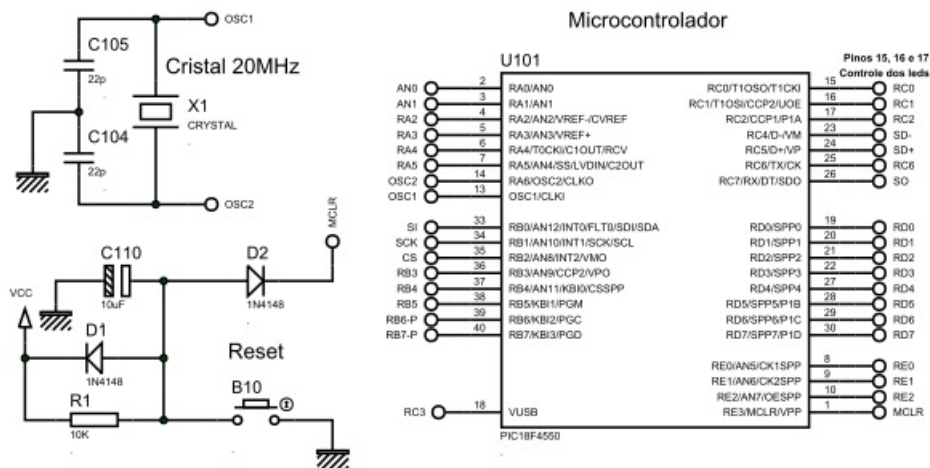 OSC1
C105
22p
Cristal 20MHz
X1
CRYSTAL
C104
22p
OSC2
MCLR
C110
10uF
D2
1N4148
VCC
D1
1N4148
Reset
R1
10K
B10
Microcontrolador
U101
Pinos 15, 16 e 17
Controle dos leds
AN0 2 RA0/AN0
AN1 3 RA1/AN1
RA2 4 RA2/AN2/VREF-/CVREF
RA3 5 RA3/AN3/VREF+
RA4 6 RA4/T0CKI/C1OUT/RCV
RA5 7 RA5/AN4/SS/LVDIN/C2OUT
OSC2 14 RA6/OSC2/CLKO
OSC1 13 OSC1/CLKI
SI 33 RB0/AN12/INT0/FLT0/SDI/SDA
SCK 34 RB1/AN10/INT1/SCK/SCL
CS 35 RB2/AN8/INT2/VMO
RB3 36 RB3/AN9/CCP2/VPO
RB4 37 RB4/AN11/KBI0/CSSPP
RB5 38 RB5/KBI1/PGM
RB6-P 39 RB6/KBI2/PGC
RB7-P 40 RB7/KBI3/PGD
RC3 18 VUSB
RC0/T1OSO/T1CKI 15 RC0
RC1/T1OSI/CCP2/UOE 16 RC1
RC2/CCP1/P1A 17 RC2
RC4/D-/VM 23 SD-
RC5/D+/VP 24 SD+
RC6/TX/CK 25 RC6
RC7/RX/DT/SDO 26 SO
RD0/SPP0 19 RD0
RD1/SPP1 20 RD1
RD2/SPP2 21 RD2
RD3/SPP3 22 RD3
RD4/SPP4 27 RD4
RD5/SPP5/P1B 28 RD5
RD6/SPP6/P1C 29 RD6
RD7/SPP7/P1D 30 RD7
RE0/AN5/CK1SPP 8 RE0
RE1/AN6/CK2SPP 9 RE1
RE2/AN7/OESPP 10 RE2
RE3/MCLR/VPP 1 MCLR
PIC18F4550